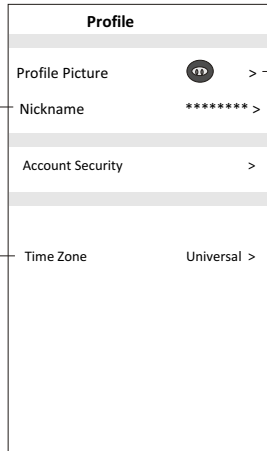 Profile
Profile Picture >
Nickname ******** >
Account Security >
Time Zone Universal >